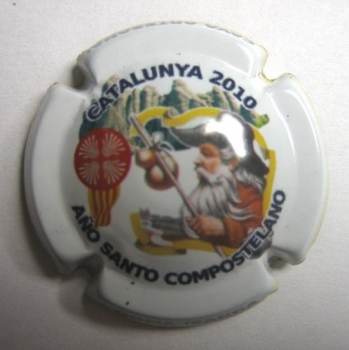 CATALUNYA 2010
AÑO SANTO COMPOSTELANO